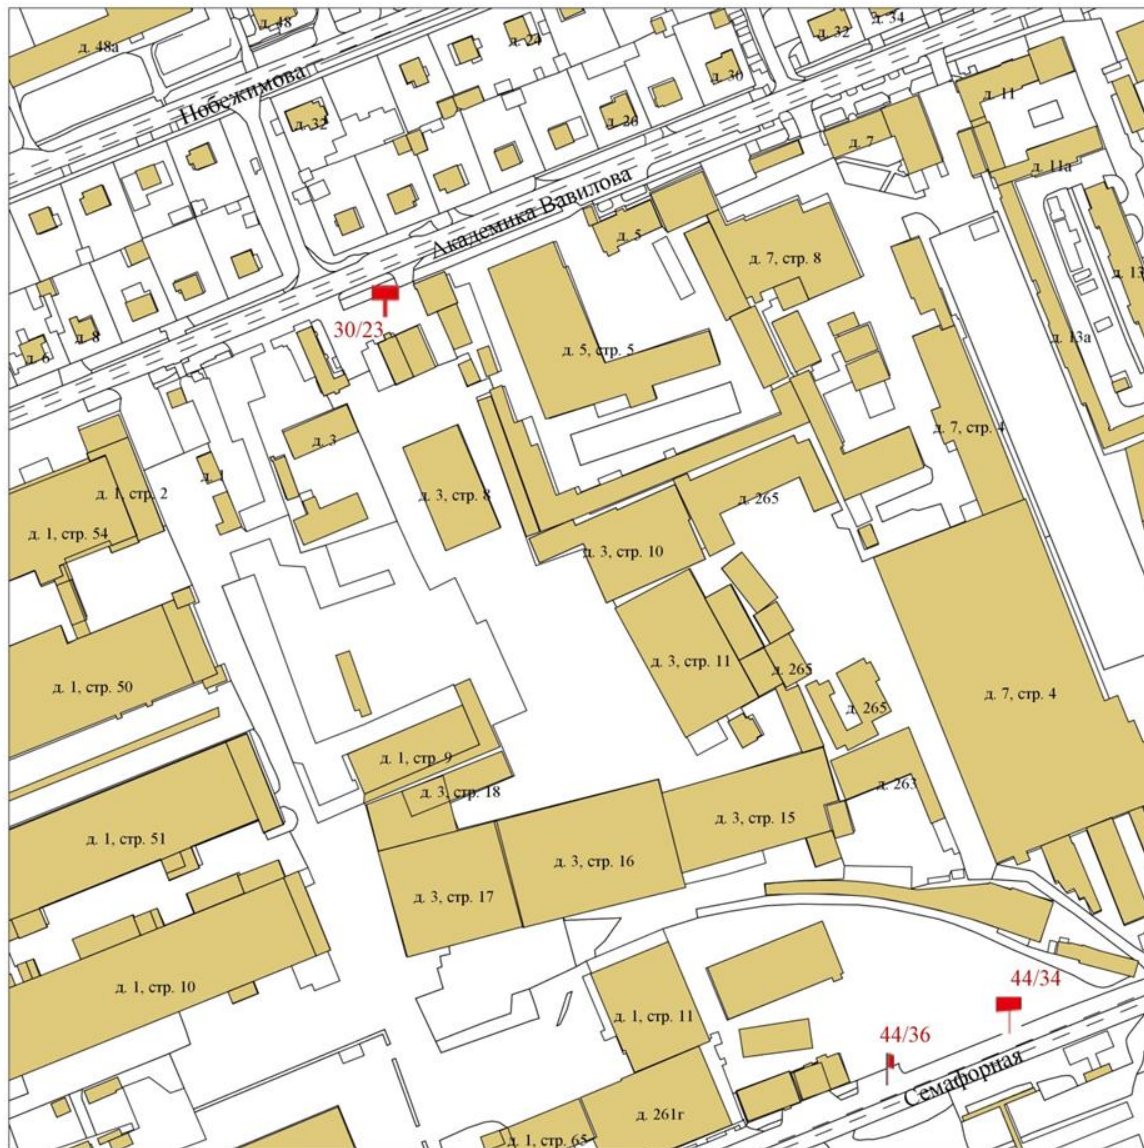 д. 48
д. 34
д. 32
д. 24
д. 48а
Побежимова
д. 30
д. 11
д. 32
д. 26
д. 7
д. 11а
Академика Вавилова
д. 5
д. 7, стр. 8
д. 13
30/23
д. 8
д. 6
д. 5, стр. 5
д. 13а
д. 3
д. 7, стр. 4
д. 1, стр. 2
д. 3, стр. 8
д. 265
д. 1, стр. 54
д. 3, стр. 10
д. 3, стр. 11
д. 265
д. 1, стр. 50
д. 7, стр. 4
д. 265
д. 1, стр. 9
д. 263
д. 3, стр. 18
д. 3, стр. 15
д. 1, стр. 51
д. 3, стр. 16
д. 3, стр. 17
44/34
д. 1, стр. 10
д. 1, стр. 11
44/36
Семафорная
д. 261г
д. 1, стр. 65